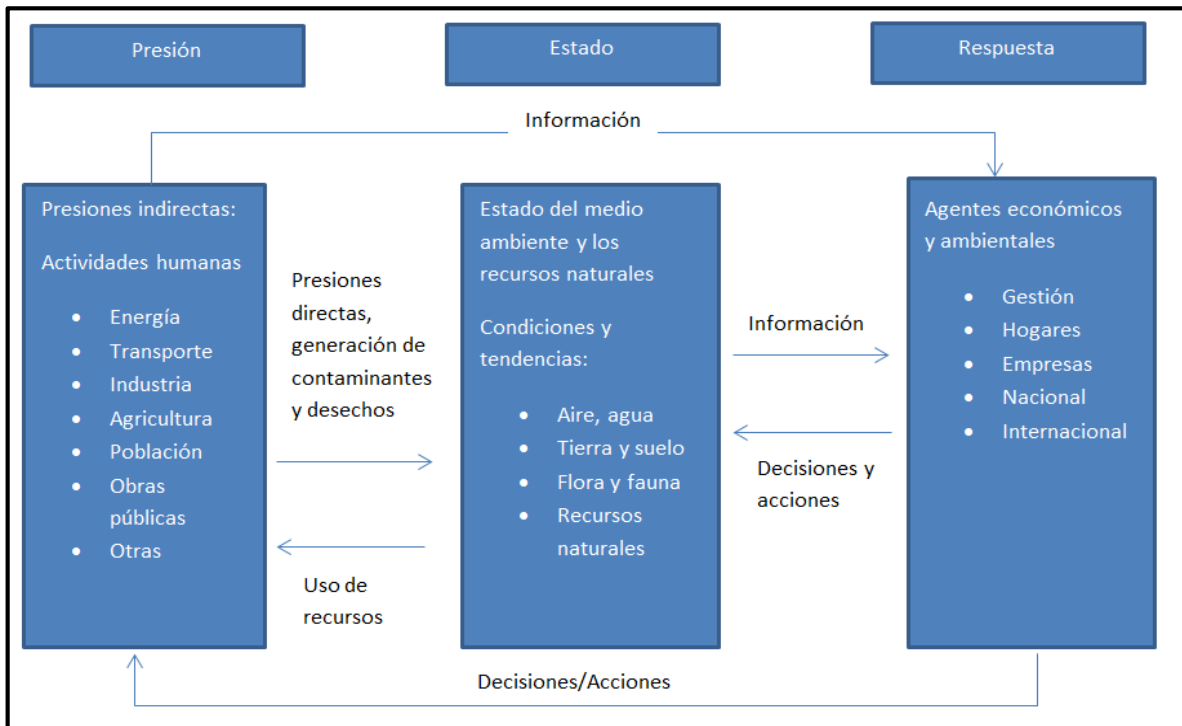 Presión
Estado
Respuesta
Información
Presiones indirectas:
Actividades humanas
• Energía
• Transporte
• Industria
• Agricultura
• Población
• Obras
públicas
• Otras
Presiones
directas,
generación de
contaminantes
y desechos
Uso de
recursos
Estado del medio
ambiente y los
recursos naturales
Condiciones y
tendencias:
• Aire, agua
• Tierra y suelo
• Flora y fauna
• Recursos
naturales
Información
Decisiones y
acciones
Agentes económicos
y ambientales
• Gestión
• Hogares
• Empresas
• Nacional
• Internacional
Decisiones/Acciones